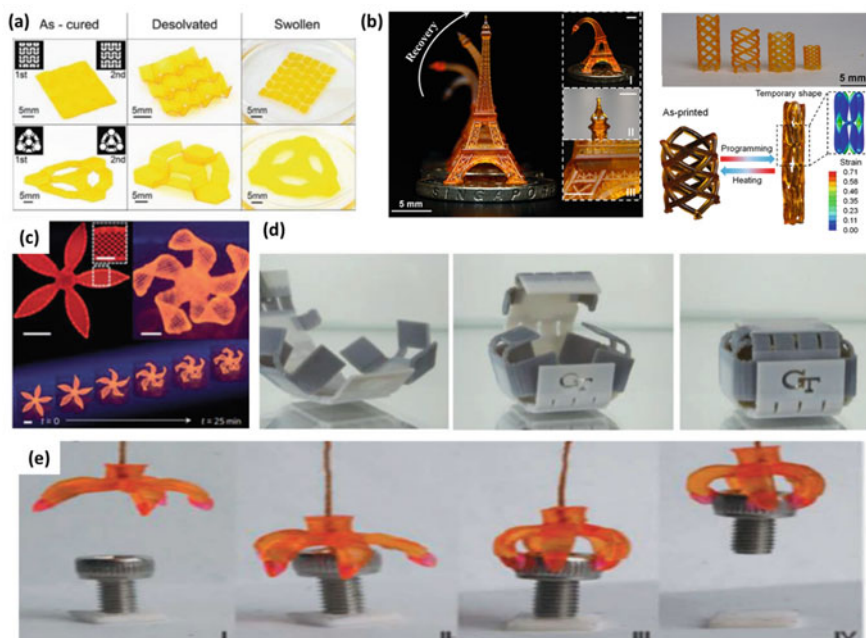 (a)
As - cured
Desolvated
Swollen
1st
2nd
5mm
5mm
5mm
1st
2nd
5mm
5mm
5mm
(b)
Recovery
SINGAPO
5 mm
I
II
III
5 mm
As-printed
Temporary shape
Programming
Heating
Strain
0.71
0.58
0.46
0.35
0.23
0.11
0.00
(c)
t = 0
t = 25 min
(d)
GT
GT
(e)
I
II
III
IV